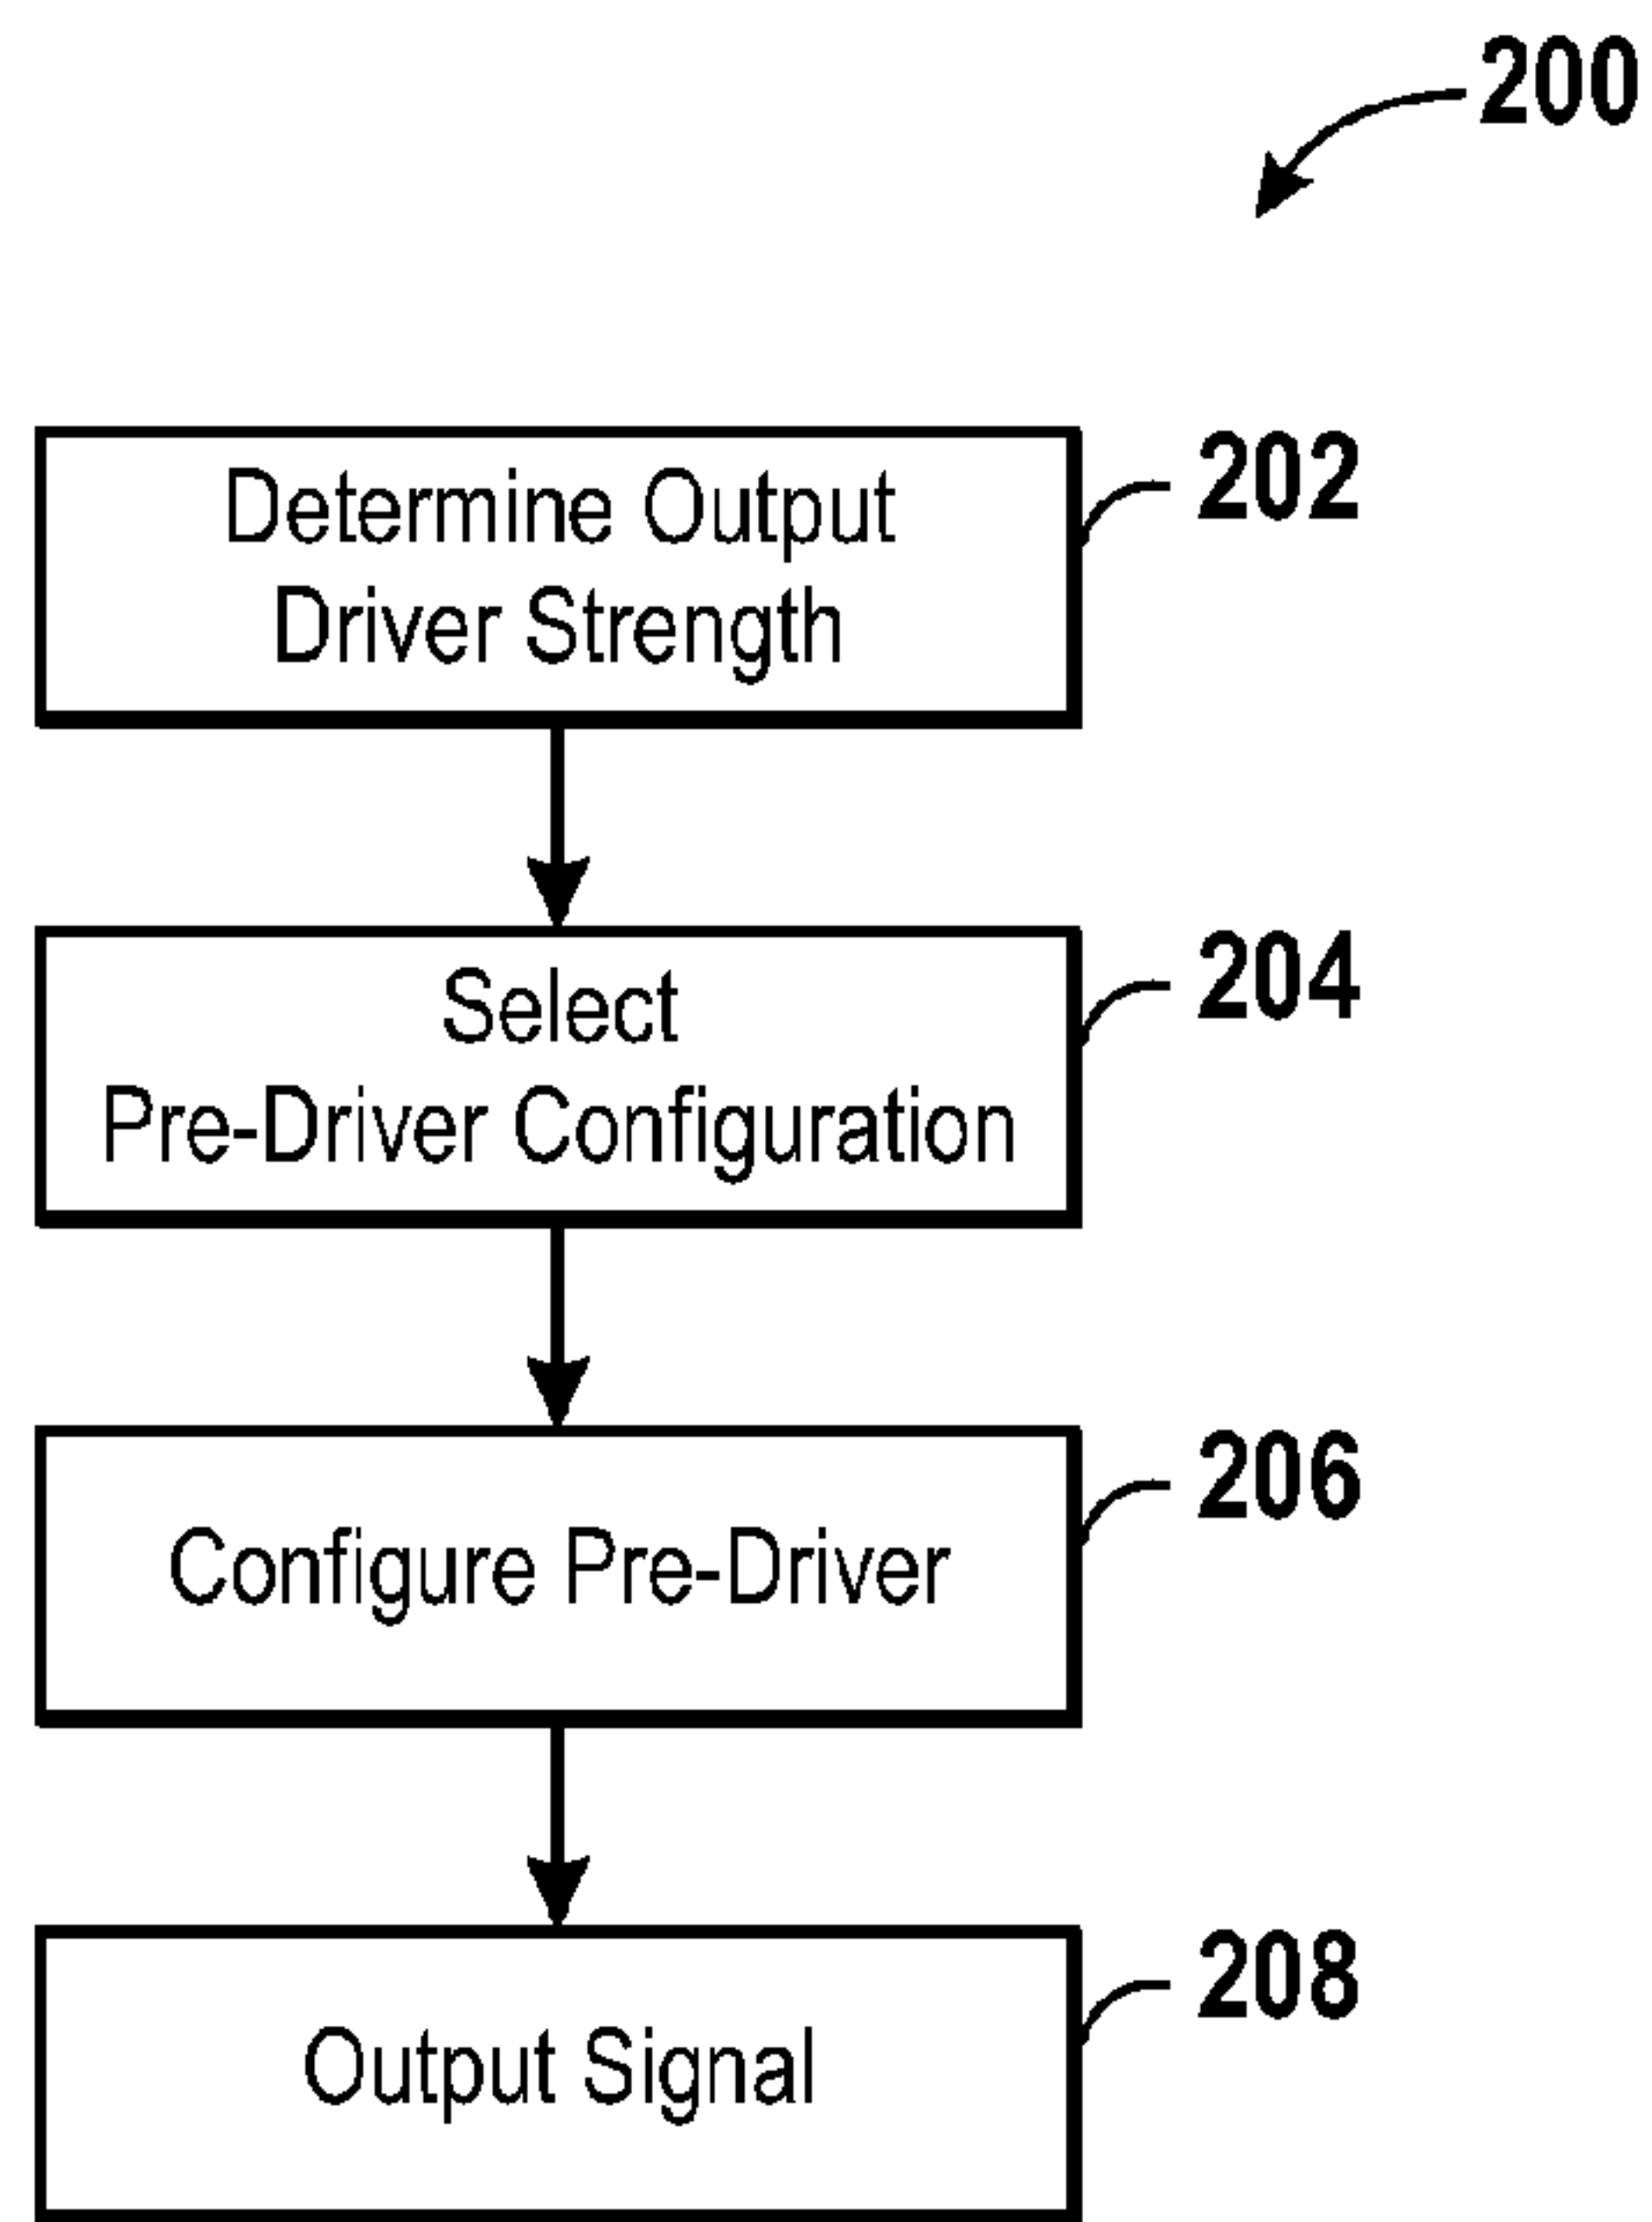 200
Determine Output
Driver Strength
202
Select
Pre-Driver Configuration
204
Configure Pre-Driver
206
Output Signal
208